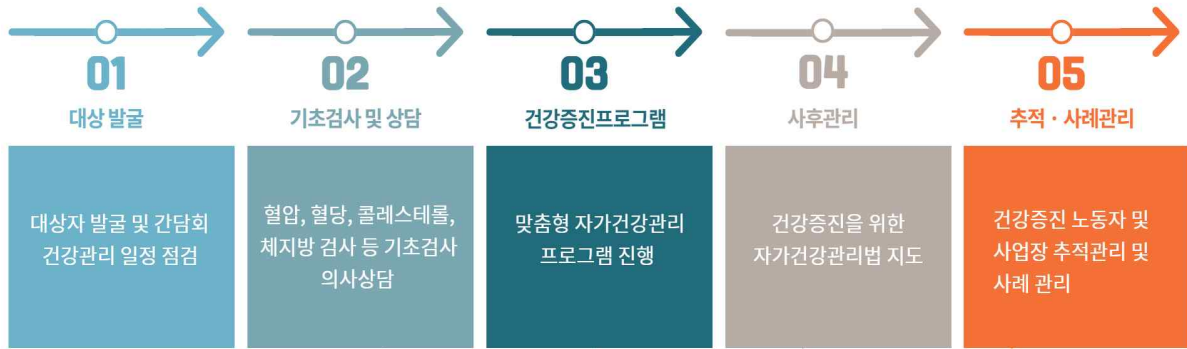 01
대상 발굴
대상자 발굴 및 간담회
건강관리 일정 점검
02
기초검사 및 상담
혈압, 혈당, 콜레스테롤,
체지방 검사 등 기초검사
의사상담
03
건강증진프로그램
맞춤형 자가건강관리
프로그램 진행
04
사후관리
건강증진을 위한
자가건강관리법 지도
05
추적 · 사례관리
건강증진 노동자 및
사업장 추적관리 및
사례 관리